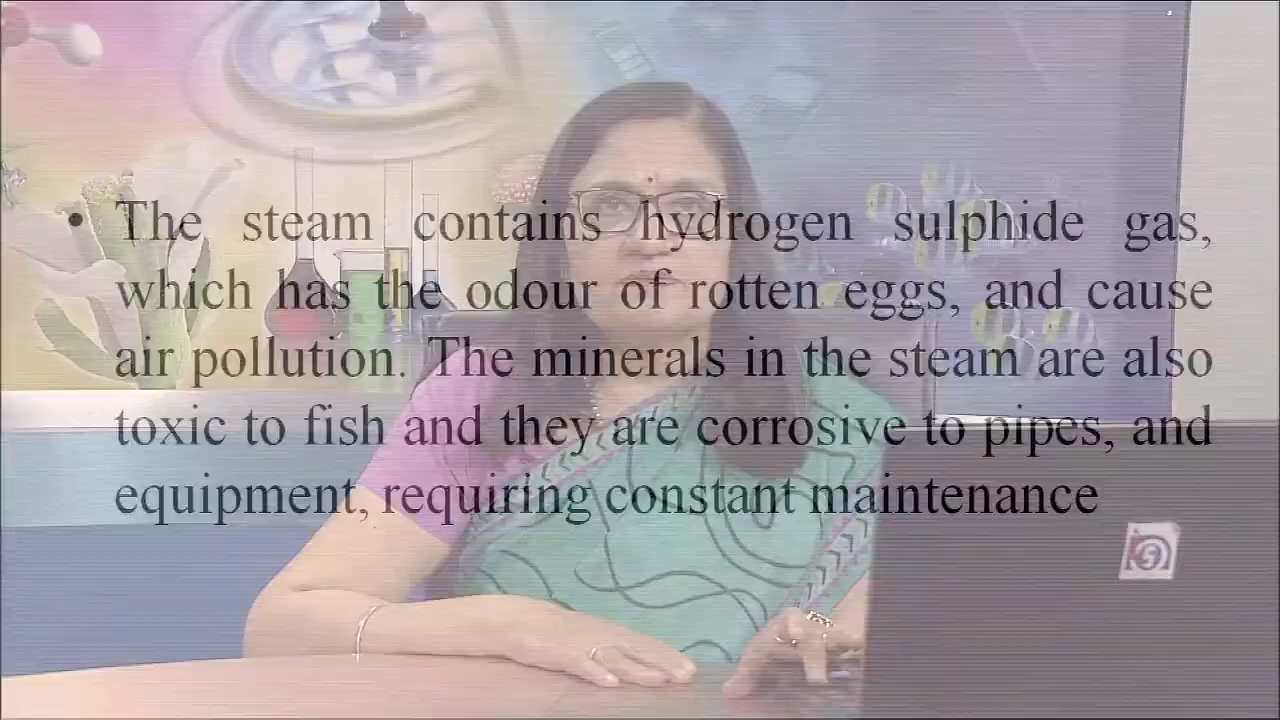 • The steam contains hydrogen sulphide gas,
which has the odour of rotten eggs, and cause
air pollution. The minerals in the steam are also
toxic to fish and they are corrosive to pipes, and
equipment, requiring constant maintenance